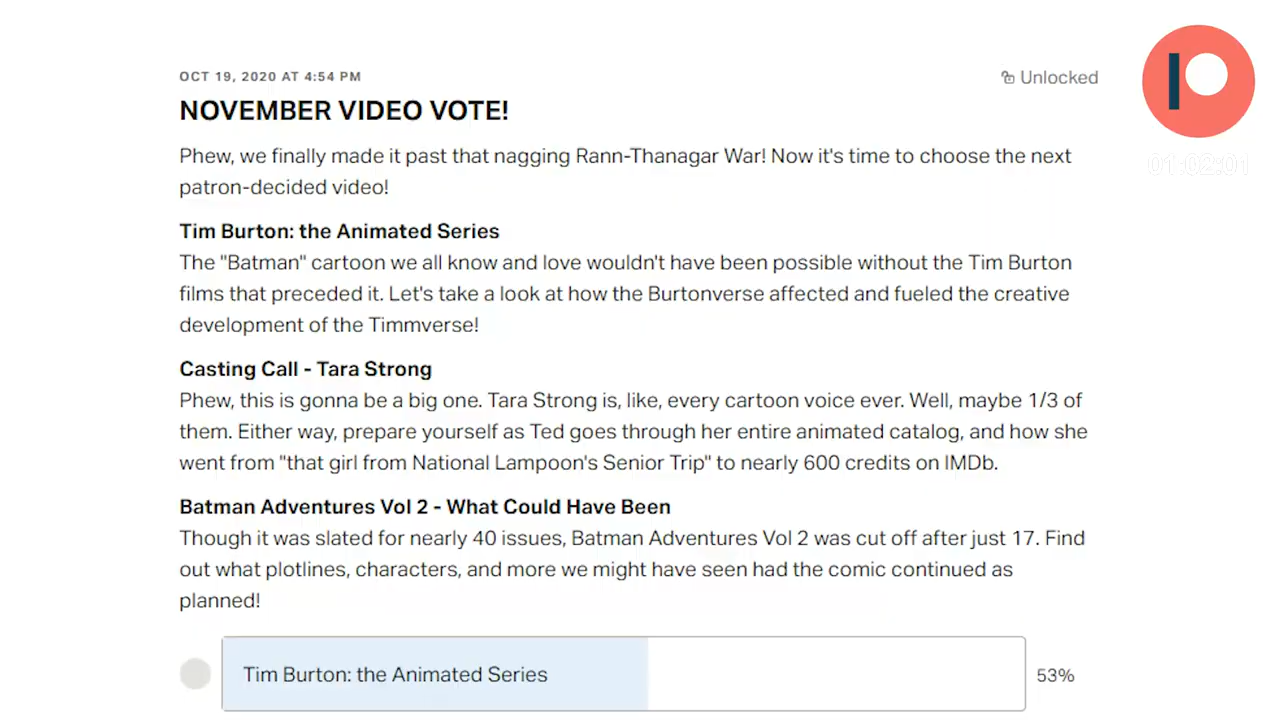 OCT 19, 2020 AT 4:54 PM
Unlocked
NOVEMBER VIDEO VOTE!
01:02:01
Phew, we finally made it past that nagging Rann-Thanagar War! Now it's time to choose the next
patron-decided video!
Tim Burton: the Animated Series
The "Batman" cartoon we all know and love wouldn't have been possible without the Tim Burton
films that preceded it. Let's take a look at how the Burtonverse affected and fueled the creative
development of the Timmverse!
Casting Call - Tara Strong
Phew, this is gonna be a big one. Tara Strong is, like, every cartoon voice ever. Well, maybe 1/3 of
them. Either way, prepare yourself as Ted goes through her entire animated catalog, and how she
went from "that girl from National Lampoon's Senior Trip" to nearly 600 credits on IMDb.
Batman Adventures Vol 2 - What Could Have Been
Though it was slated for nearly 40 issues, Batman Adventures Vol 2 was cut off after just 17. Find
out what plotlines, characters, and more we might have seen had the comic continued as
planned!
Tim Burton: the Animated Series
53%